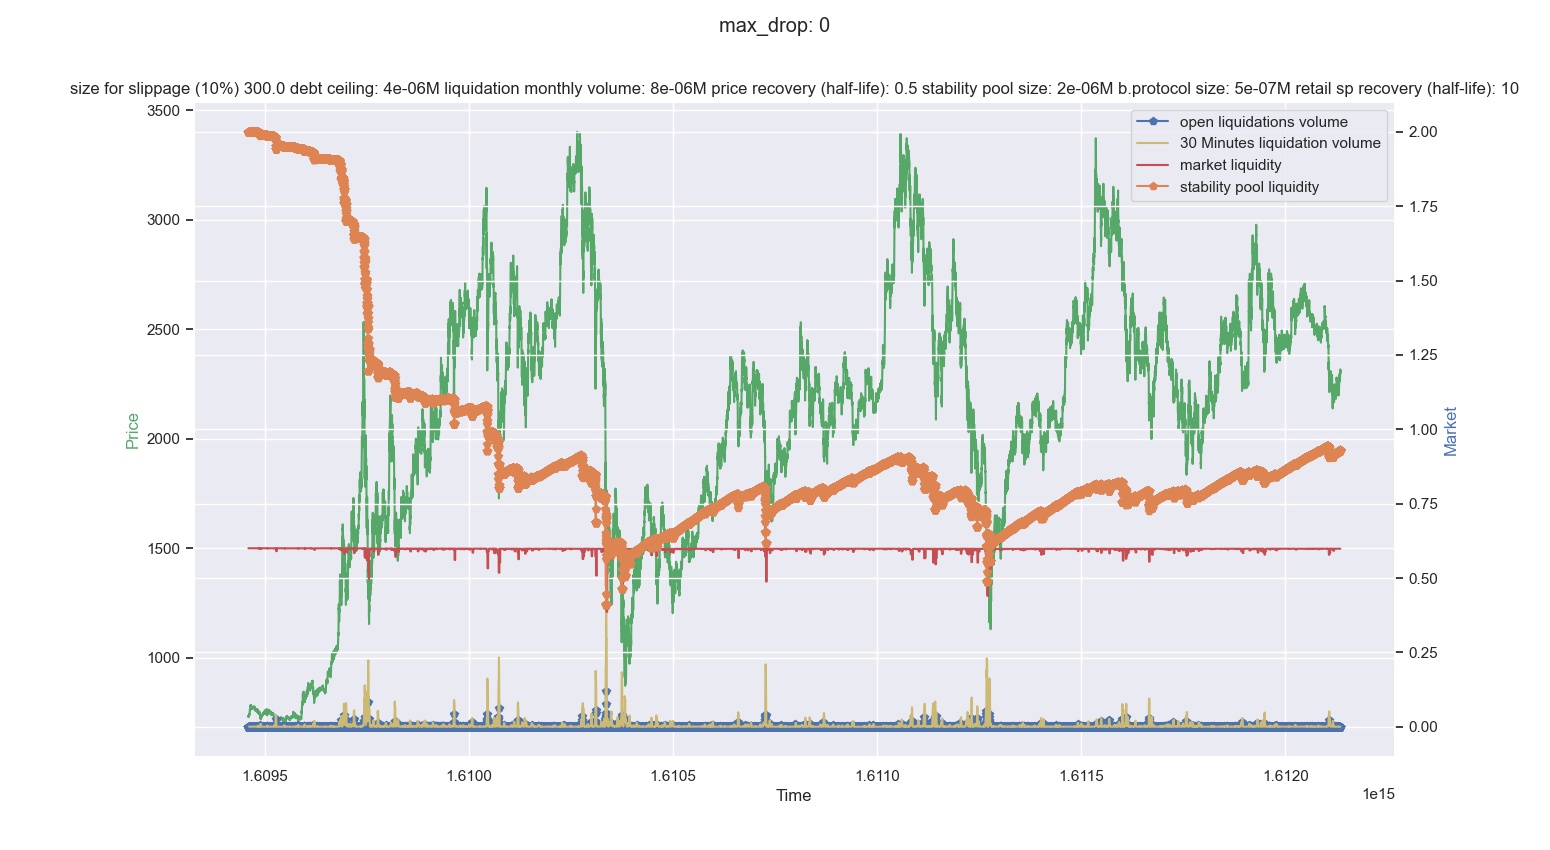 max_drop: 0
size for slippage (10%) 300.0 debt ceiling: 4e-06M liquidation monthly volume: 8e-06M price recovery (half-life): 0.5 stability pool size: 2e-06M b.protocol size: 5e-07M retail sp recovery (half-life): 10
3500
3000
2500
2000
1500
1000
Price
open liquidations volume
30 Minutes liquidation volume
market liquidity
stability pool liquidity
2.00
1.75
1.50
1.25
1.00
0.75
0.50
0.25
0.00
Market
1.6095
1.6100
1.6105
1.6110
1.6115
1.6120
Time
1e15